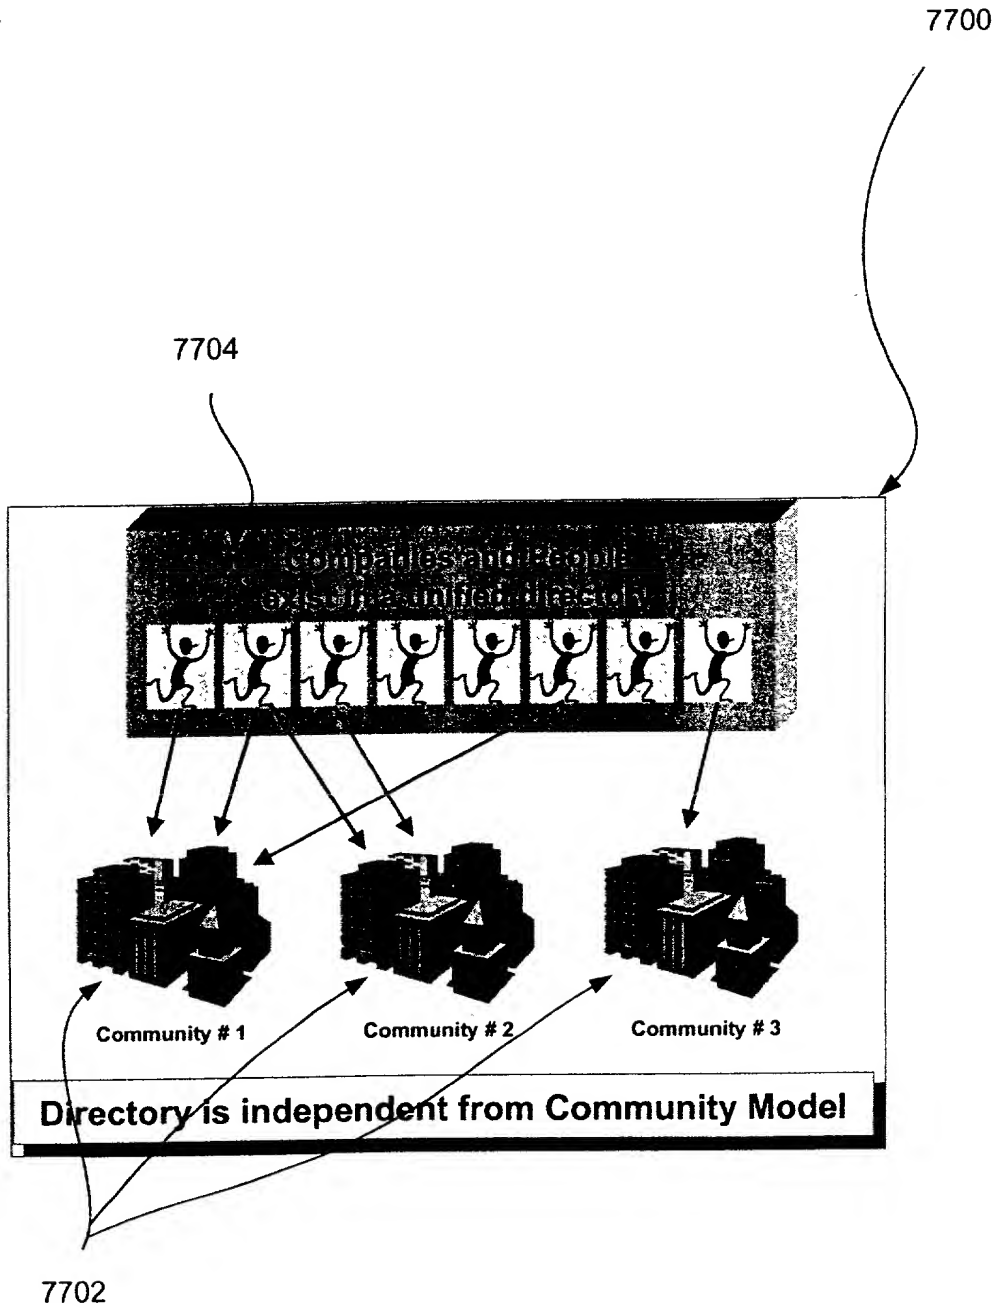 7700
7704
Companies and People
exist in a unified directory
Community # 1
Community # 2
Community # 3
Directory is independent from Community Model
7702